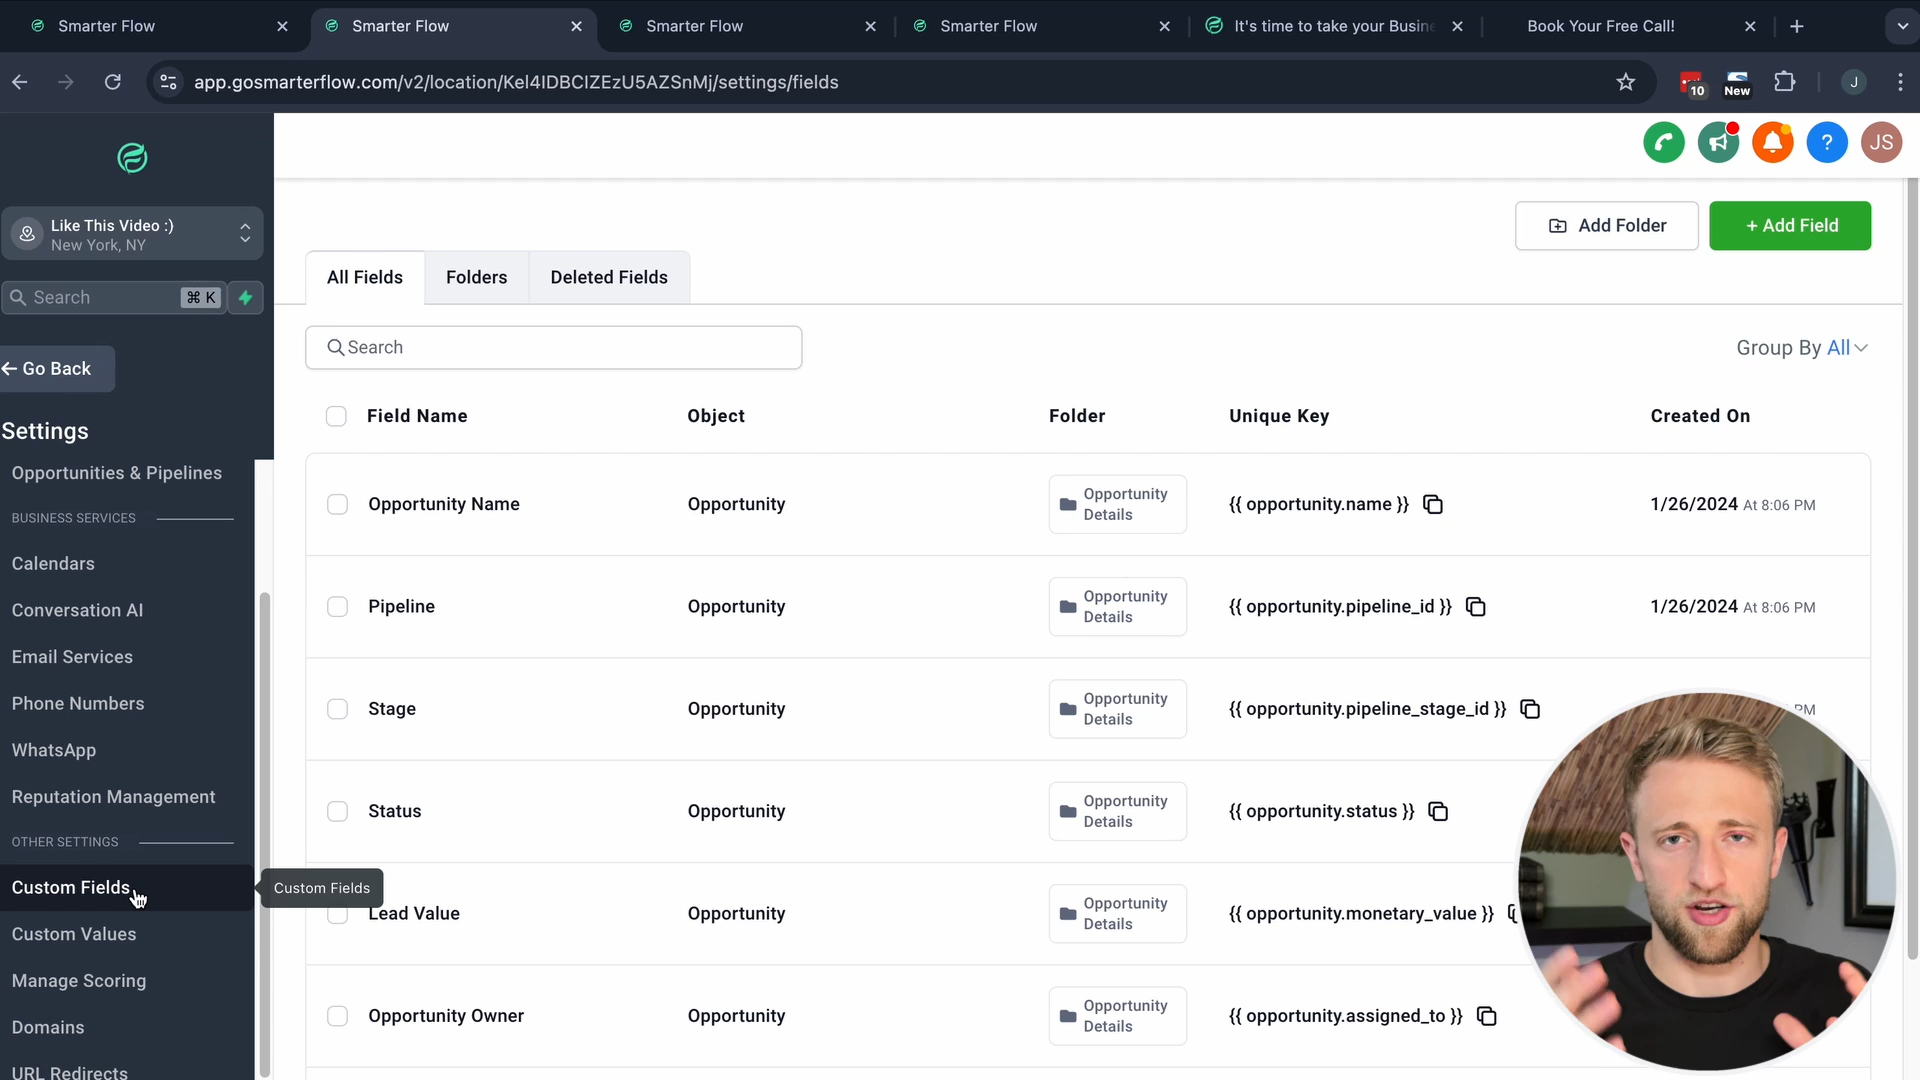 Smarter Flow
Smarter Flow
Smarter Flow
Smarter Flow
It's time to take your Busin
Book Your Free Call!
app.gosmarterflow.com/v2/location/Kel4IDBCIZEzU5AZSnMj/settings/fields
10
New
J
JS
Like This Video :)
New York, NY
Search
⌘ K
Go Back
Settings
Opportunities & Pipelines
BUSINESS SERVICES
Calendars
Conversation AI
Email Services
Phone Numbers
WhatsApp
Reputation Management
OTHER SETTINGS
Custom Fields
Custom Fields
Custom Values
Manage Scoring
Domains
URL Redirects
Add Folder
+ Add Field
All Fields
Folders
Deleted Fields
Search
Group By All
Field Name Object Folder Unique Key Created On
Opportunity Name Opportunity Opportunity Details {{ opportunity.name }} 1/26/2024 At 8:06 PM
Pipeline Opportunity Opportunity Details {{ opportunity.pipeline_id }} 1/26/2024 At 8:06 PM
Stage Opportunity Opportunity Details {{ opportunity.pipeline_stage_id }} PM
Status Opportunity Opportunity Details {{ opportunity.status }}
Lead Value Opportunity Opportunity Details {{ opportunity.monetary_value }}
Opportunity Owner Opportunity Opportunity Details {{ opportunity.assigned_to }}